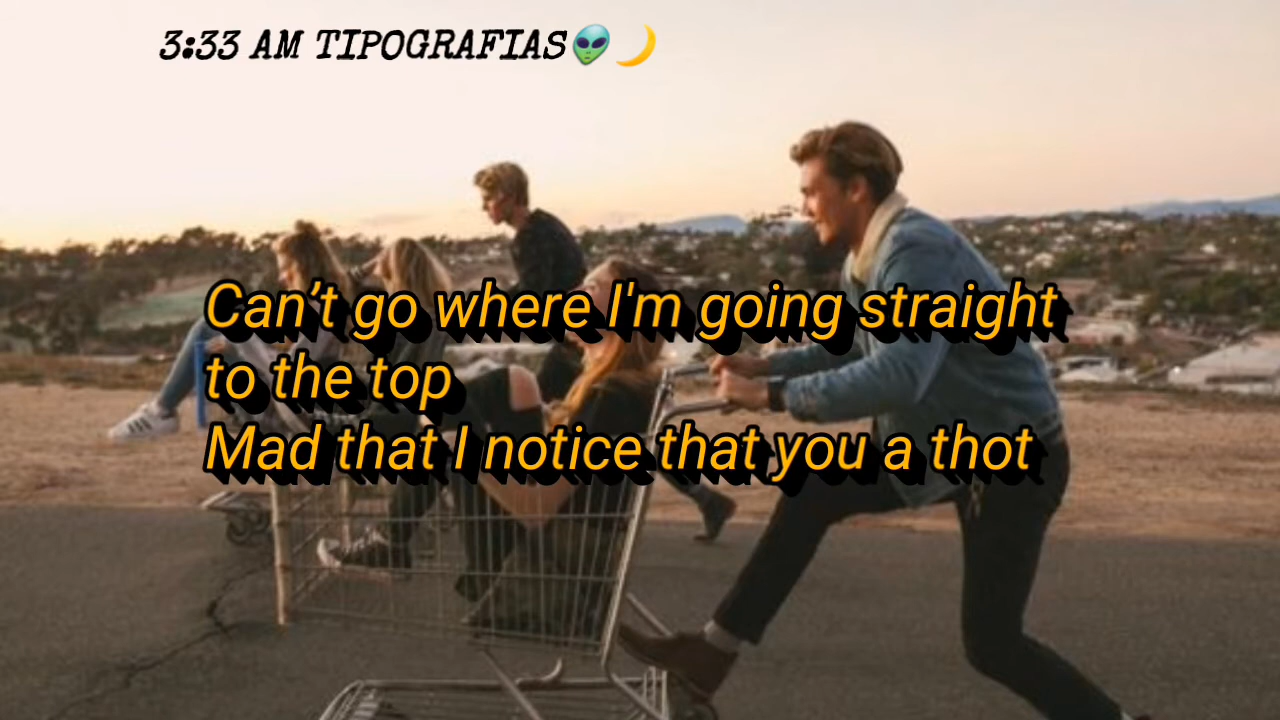 3:33 AM TIPOGRAFIAS👽🌙
Can’t go where I'm going straight
to the top
Mad that I notice that you a thot